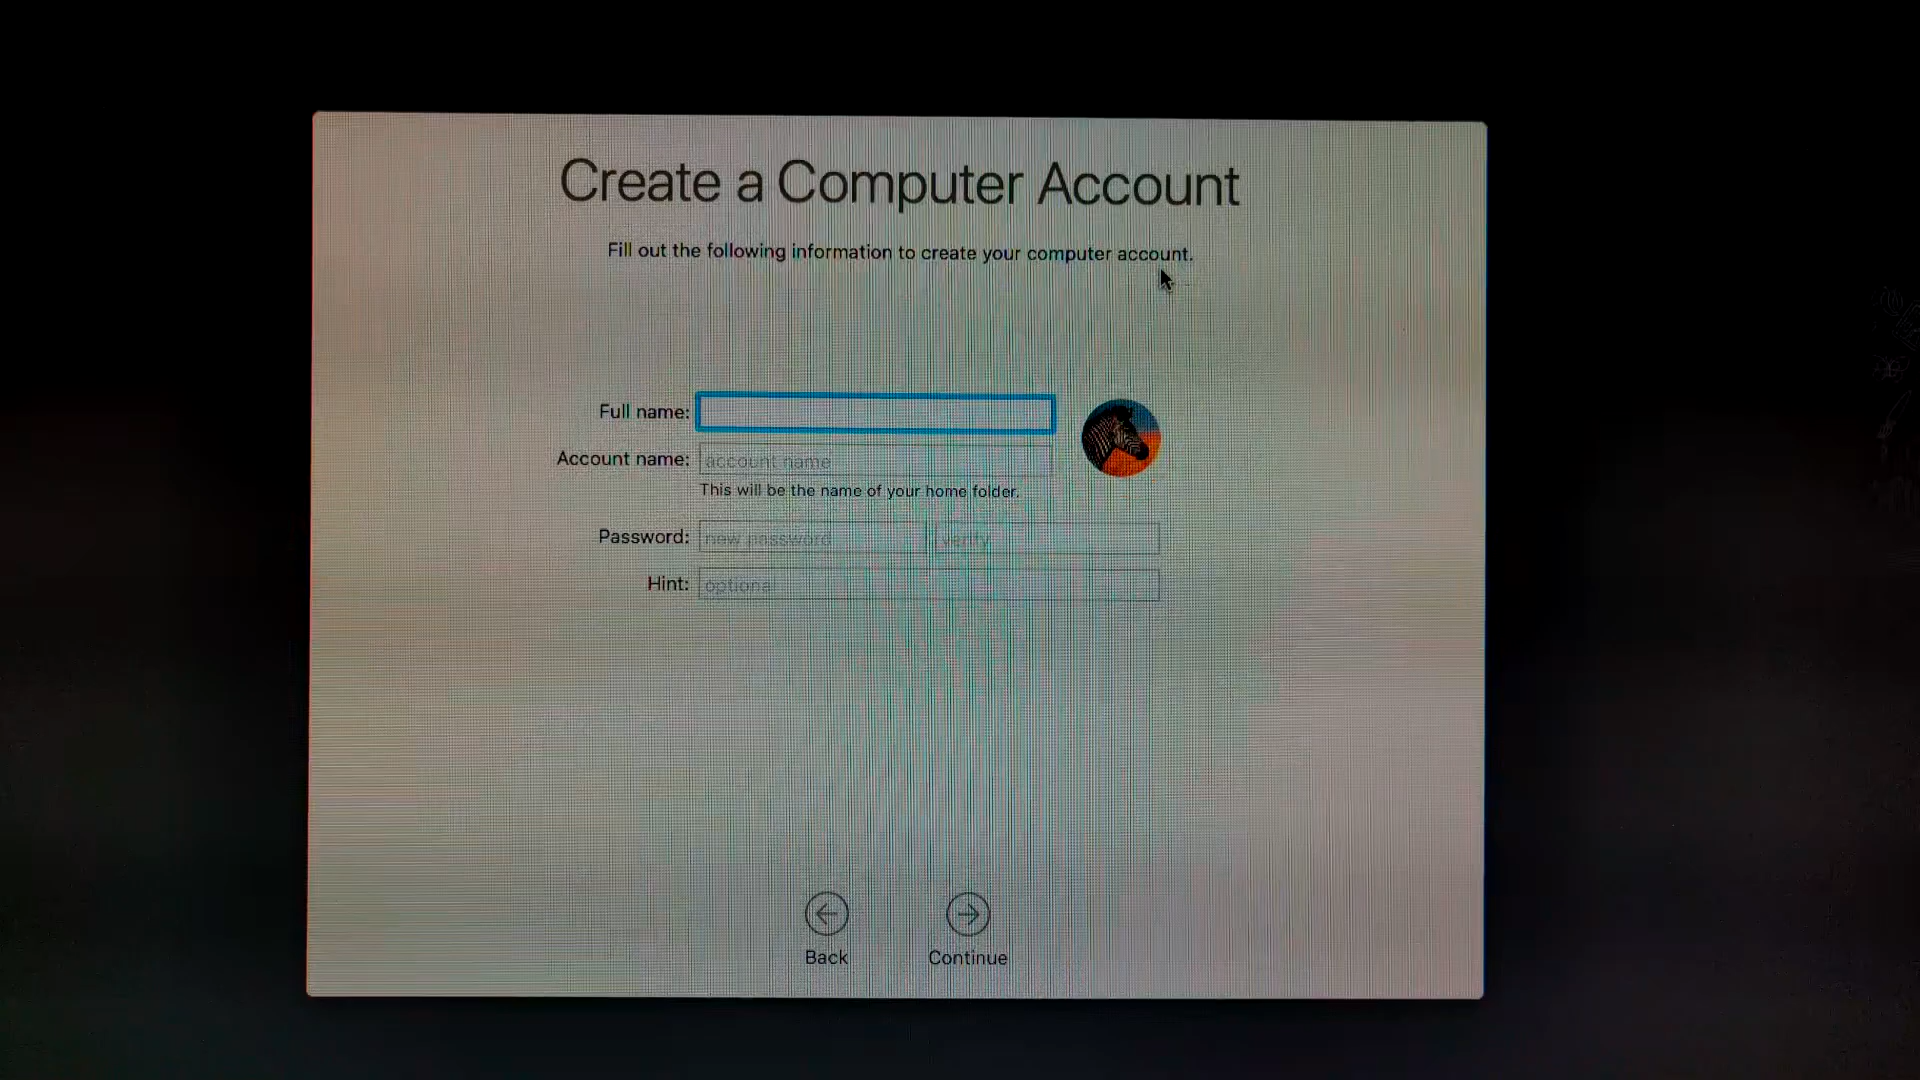 Create a Computer Account
Fill out the following information to create your computer account.
Full name:
Account name: account name
This will be the name of your home folder.
Password: new password verify
Hint: optional
Back Continue